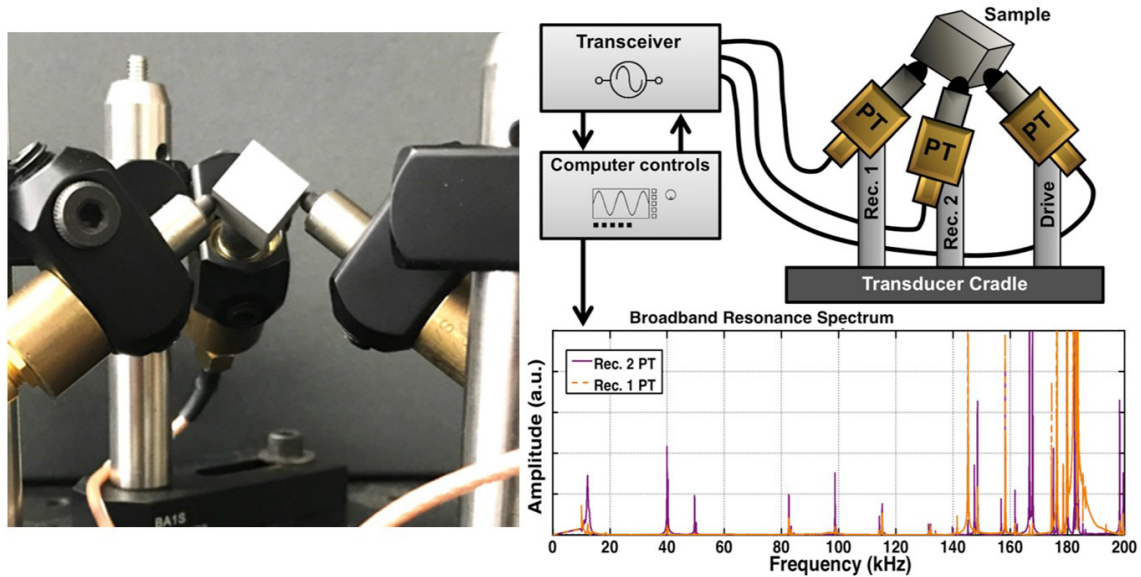 BA1S
S
Transceiver
Computer controls
Sample
PT
PT
PT
Rec. 1
Rec. 2
Drive
Transducer Cradle
Broadband Resonance Spectrum
Rec. 2 PT
Rec. 1 PT
Amplitude (a.u.)
0 20 40 60 80 100 120 140 160 180 200
Frequency (kHz)